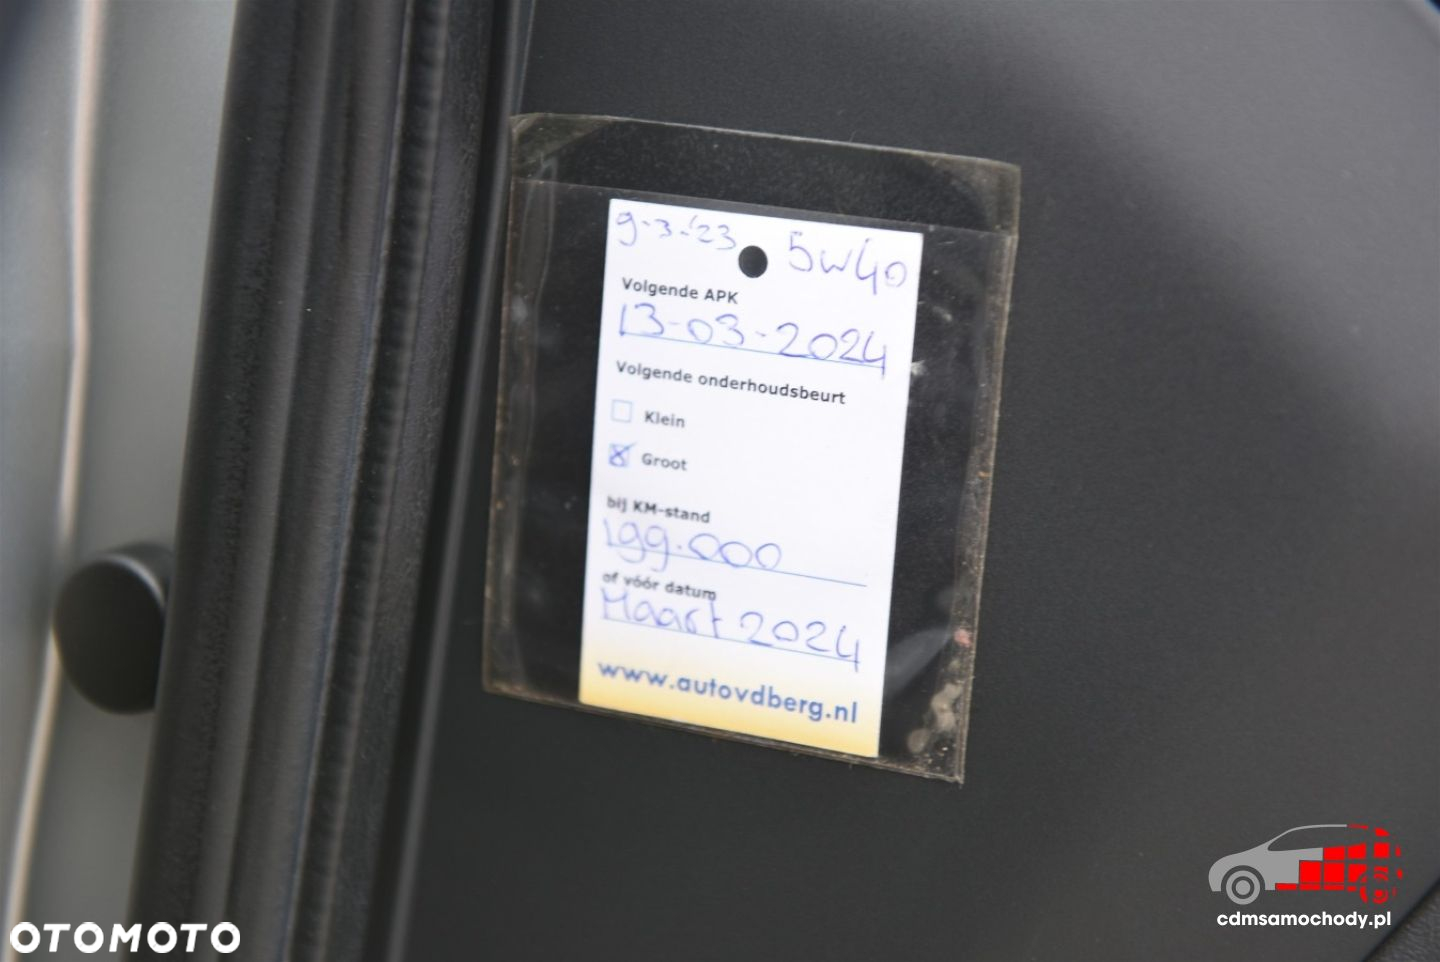 9-3-'23 5W40
Volgende APK
13-03-2024
Volgende onderhoudsbeurt
Klein
Groot
bij KM-stand
199.000
of vóór datum
Maart 2024
www.autovdberg.nl
cdmsamochody.pl
OTOMOTO